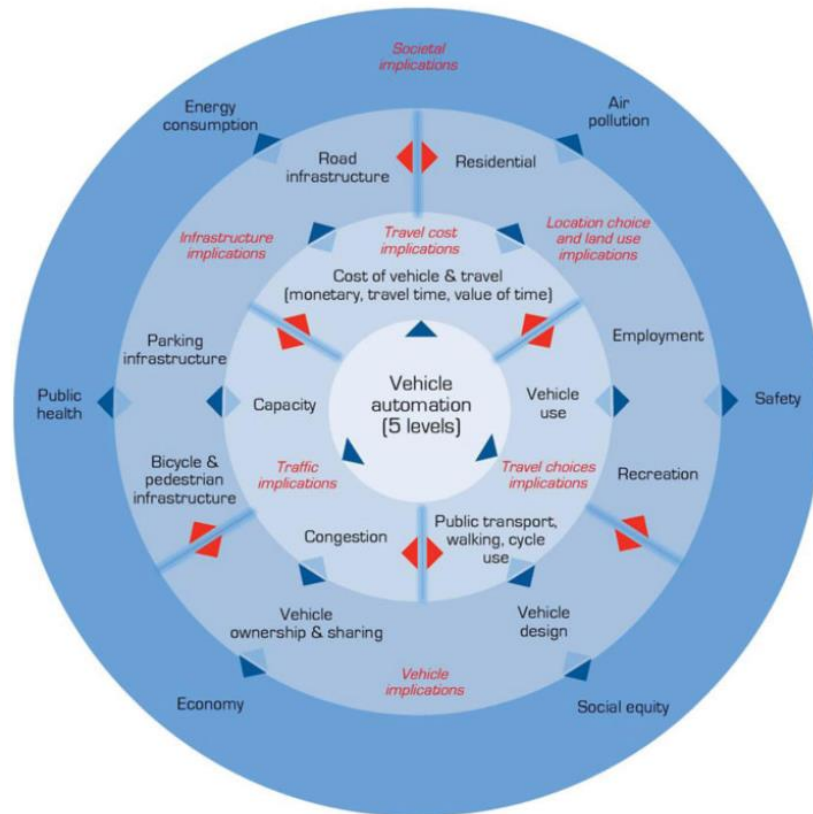 Societal
implications
Energy
consumption
Air
pollution
Road
infrastructure
Residential
Infrastructure
implications
Travel cost
implications
Location choice
and land use
implications
Cost of vehicle & travel
(monetary, travel time, value of time)
Parking
infrastructure
Employment
Public
health
Capacity
Vehicle
automation
(5 levels)
Vehicle
use
Safety
Bicycle &
pedestrian
infrastructure
Traffic
implications
Travel choices
implications
Recreation
Congestion
Public transport,
walking, cycle
use
Vehicle
ownership & sharing
Vehicle
design
Vehicle
implications
Economy
Social equity